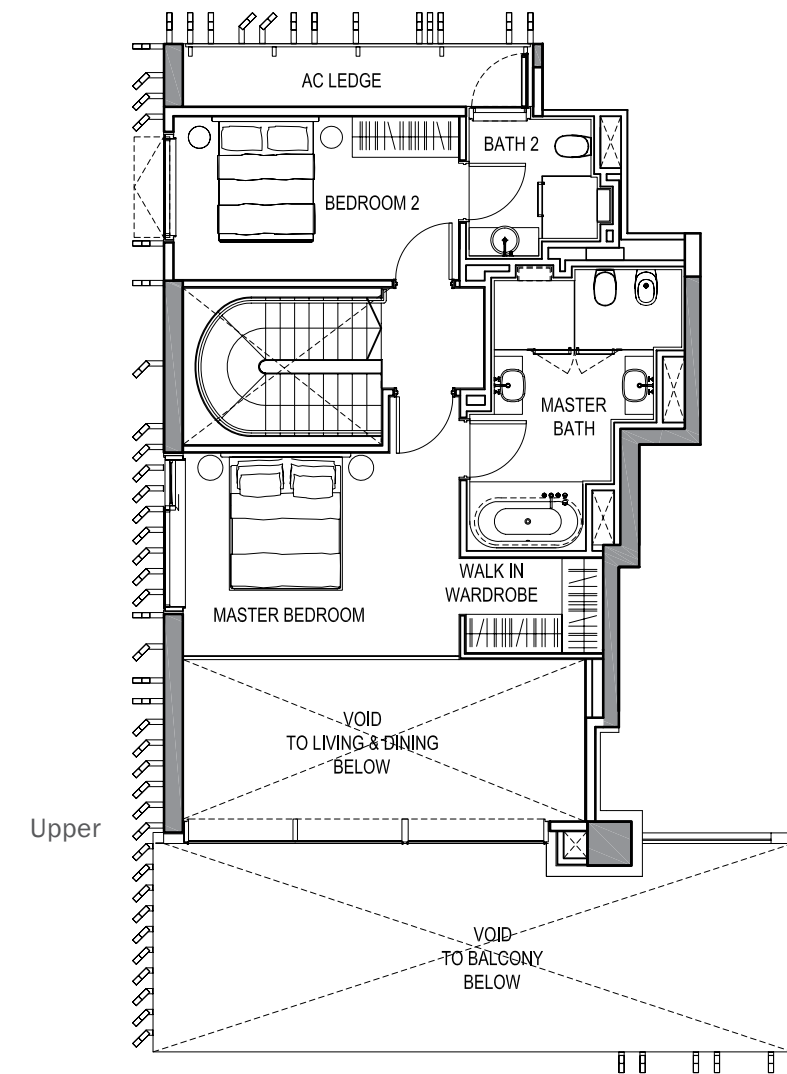 AC LEDGE
BATH 2
BEDROOM 2
MASTER
BATH
WALK IN
WARDROBE
MASTER BEDROOM
VOID
TO LIVING & DINING
BELOW
Upper
VOID
TO BALCONY
BELOW